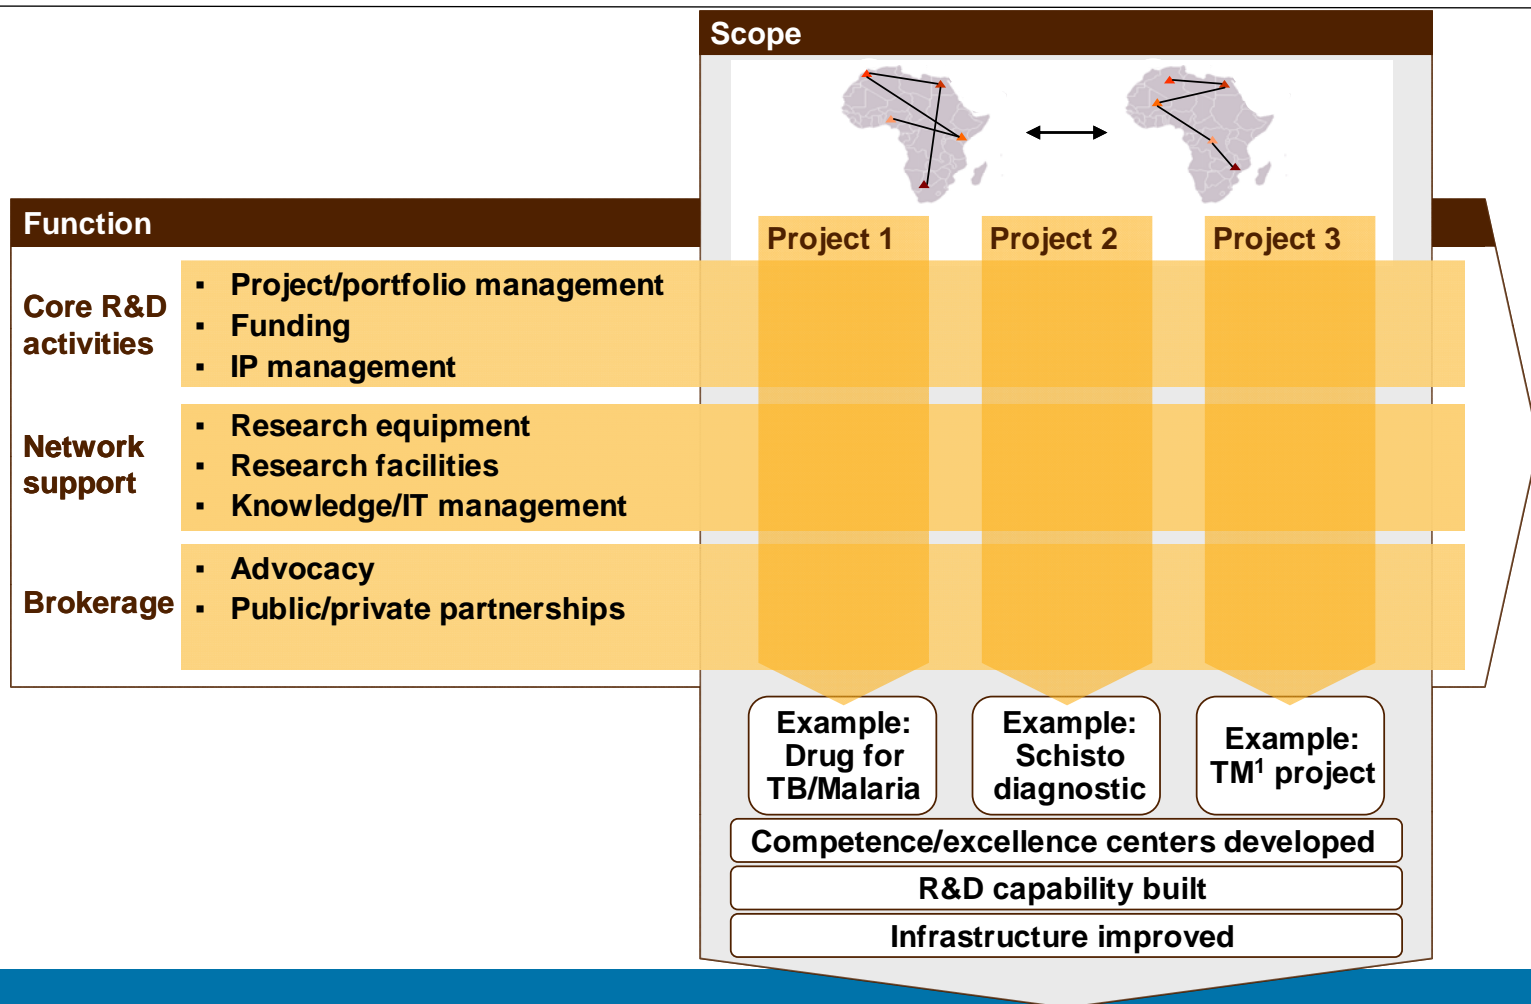 Scope
Function
Project 1
Project 2
Project 3
Core R&D
activities
▪ Project/portfolio management
▪ Funding
▪ IP management
Network
support
▪ Research equipment
▪ Research facilities
▪ Knowledge/IT management
Brokerage
▪ Advocacy
▪ Public/private partnerships
Example:
Drug for
TB/Malaria
Example:
Schisto
diagnostic
Example:
TM¹ project
Competence/excellence centers developed
R&D capability built
Infrastructure improved